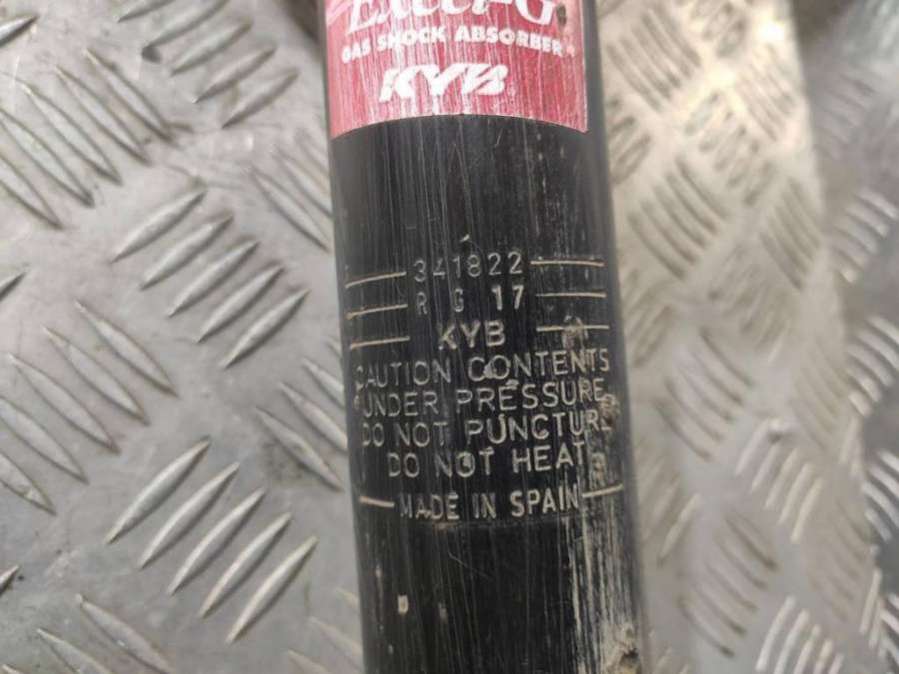 Excel-G
GAS SHOCK ABSORBER
KYB
341822
R G 17
KYB
CAUTION CONTENTS
UNDER PRESSURE
DO NOT PUNCTURE
DO NOT HEAT
MADE IN SPAIN